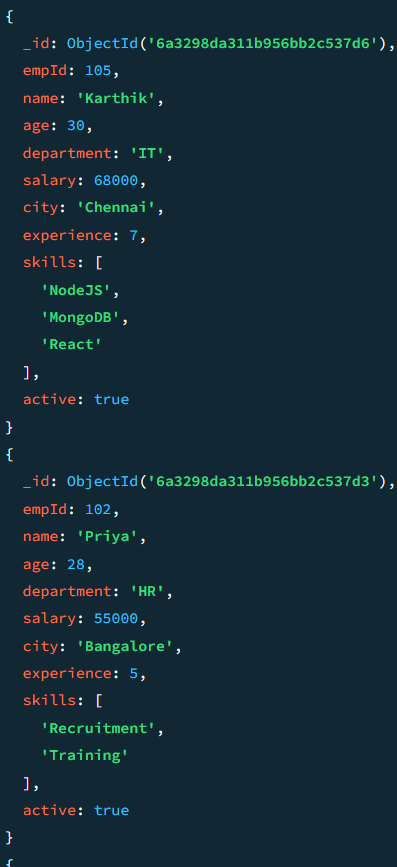 {
  _id: ObjectId('6a3298da311b956bb2c537d6'),
  empId: 105,
  name: 'Karthik',
  age: 30,
  department: 'IT',
  salary: 68000,
  city: 'Chennai',
  experience: 7,
  skills: [
    'NodeJS',
    'MongoDB',
    'React'
  ],
  active: true
}
{
  _id: ObjectId('6a3298da311b956bb2c537d3'),
  empId: 102,
  name: 'Priya',
  age: 28,
  department: 'HR',
  salary: 55000,
  city: 'Bangalore',
  experience: 5,
  skills: [
    'Recruitment',
    'Training'
  ],
  active: true
}
{